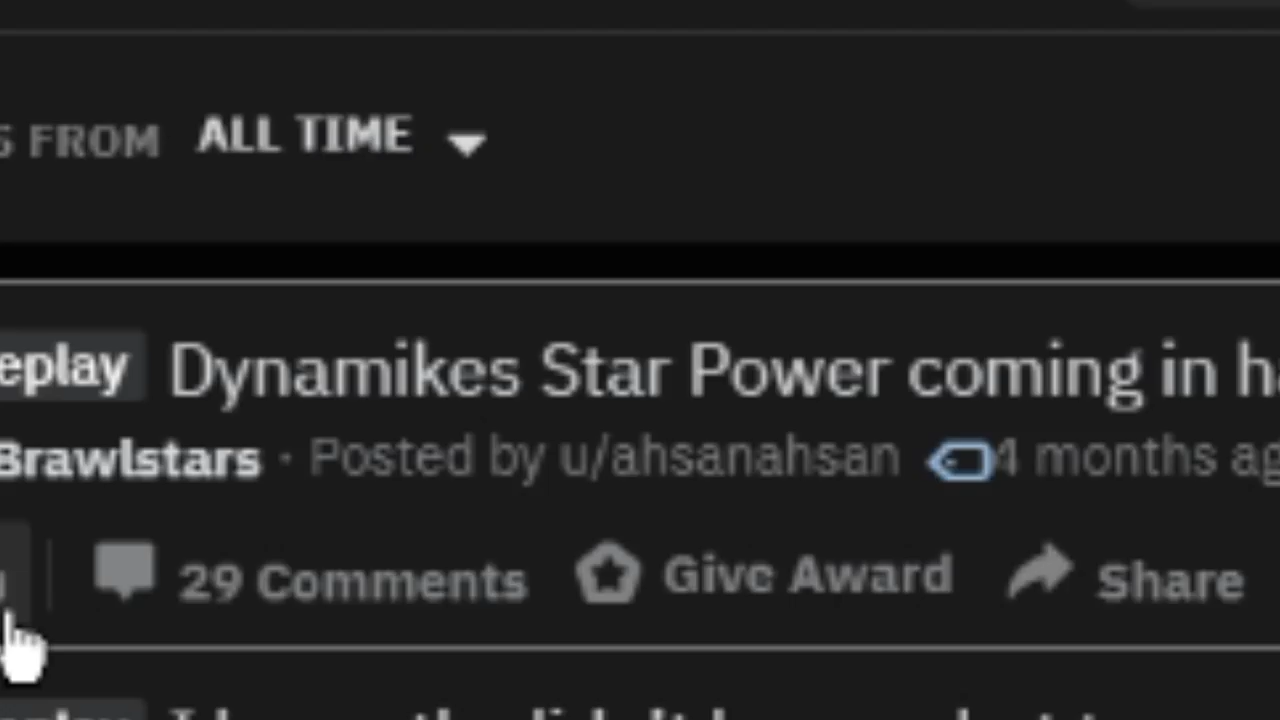 FROM ALL TIME
eplay Dynamikes Star Power coming in h
Brawlstars · Posted by u/ahsanahsan 4 months ag
29 Comments Give Award Share